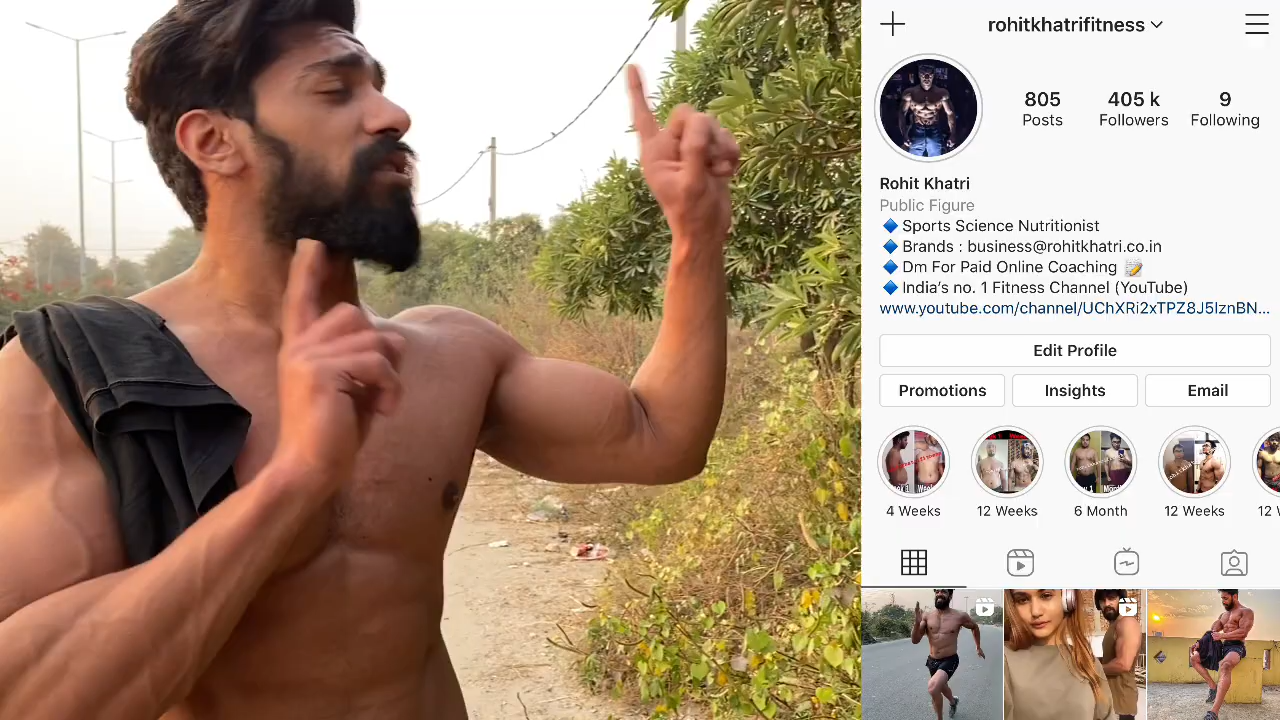 rohitkhatrifitness
805
405 k
9
Posts
Followers
Following
Rohit Khatri
Public Figure
Sports Science Nutritionist
Brands : business@rohitkhatri.co.in
Dm For Paid Online Coaching
India's no. 1 Fitness Channel (YouTube)
www.youtube.com/channel/UChXRi2xTPZ8J5IznBN...
Edit Profile
Promotions
Insights
Email
4 Weeks
12 Weeks
6 Month
12 Weeks
12 W